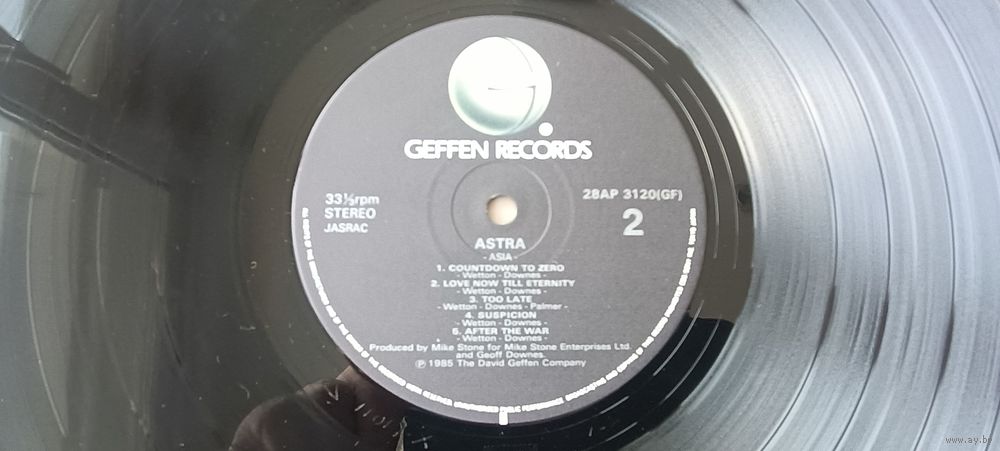 GEFFEN RECORDS
33⅓rpm
STEREO
JASRAC
28AP 3120(GF)
2
ASTRA
- ASIA -
1. COUNTDOWN TO ZERO
- Wetton - Downes -
2. LOVE NOW TILL ETERNITY
- Wetton - Downes -
3. TOO LATE
- Wetton - Downes - Palmer -
4. SUSPICION
- Wetton - Downes -
5. AFTER THE WAR
- Wetton - Downes -
Produced by Mike Stone for Mike Stone Enterprises Ltd.
and Geoff Downes.
℗ 1985 The David Geffen Company
www.ay.by